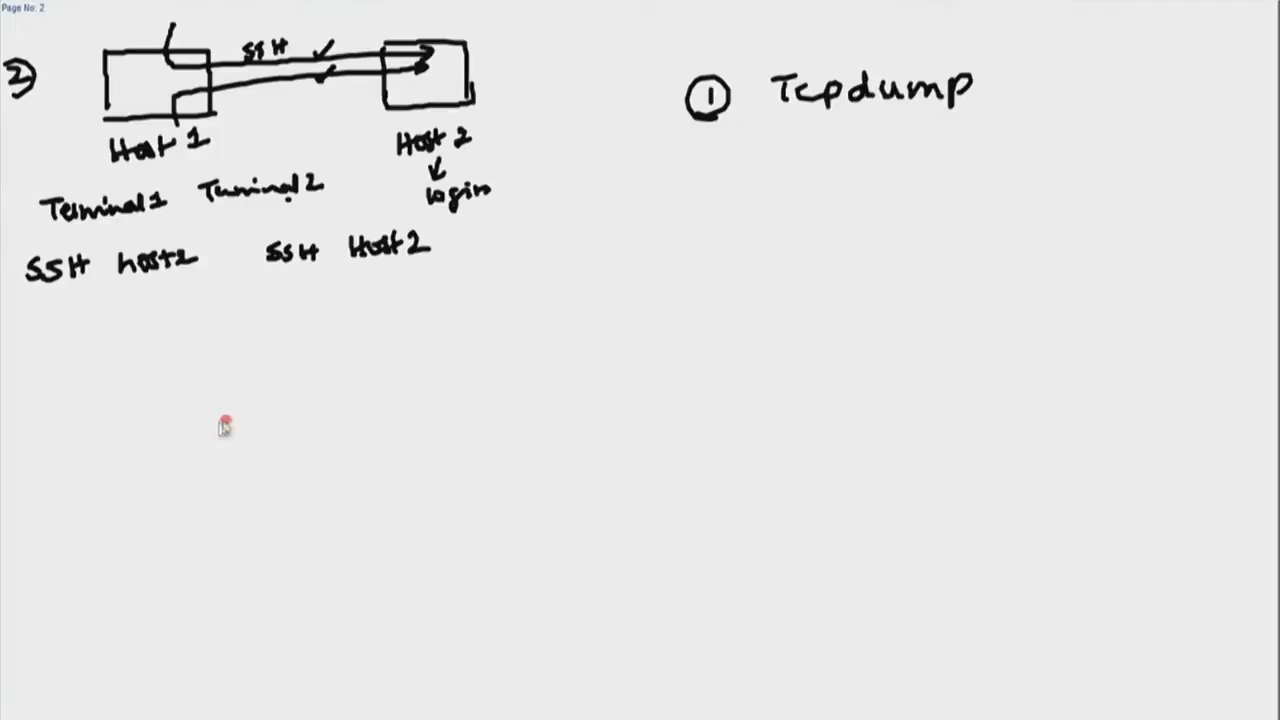 Page No: 2
2
SSH
Host 1
Host 2
login
Terminal 1 Terminal 2
SSH host2 SSH Host 2
1 Tcpdump